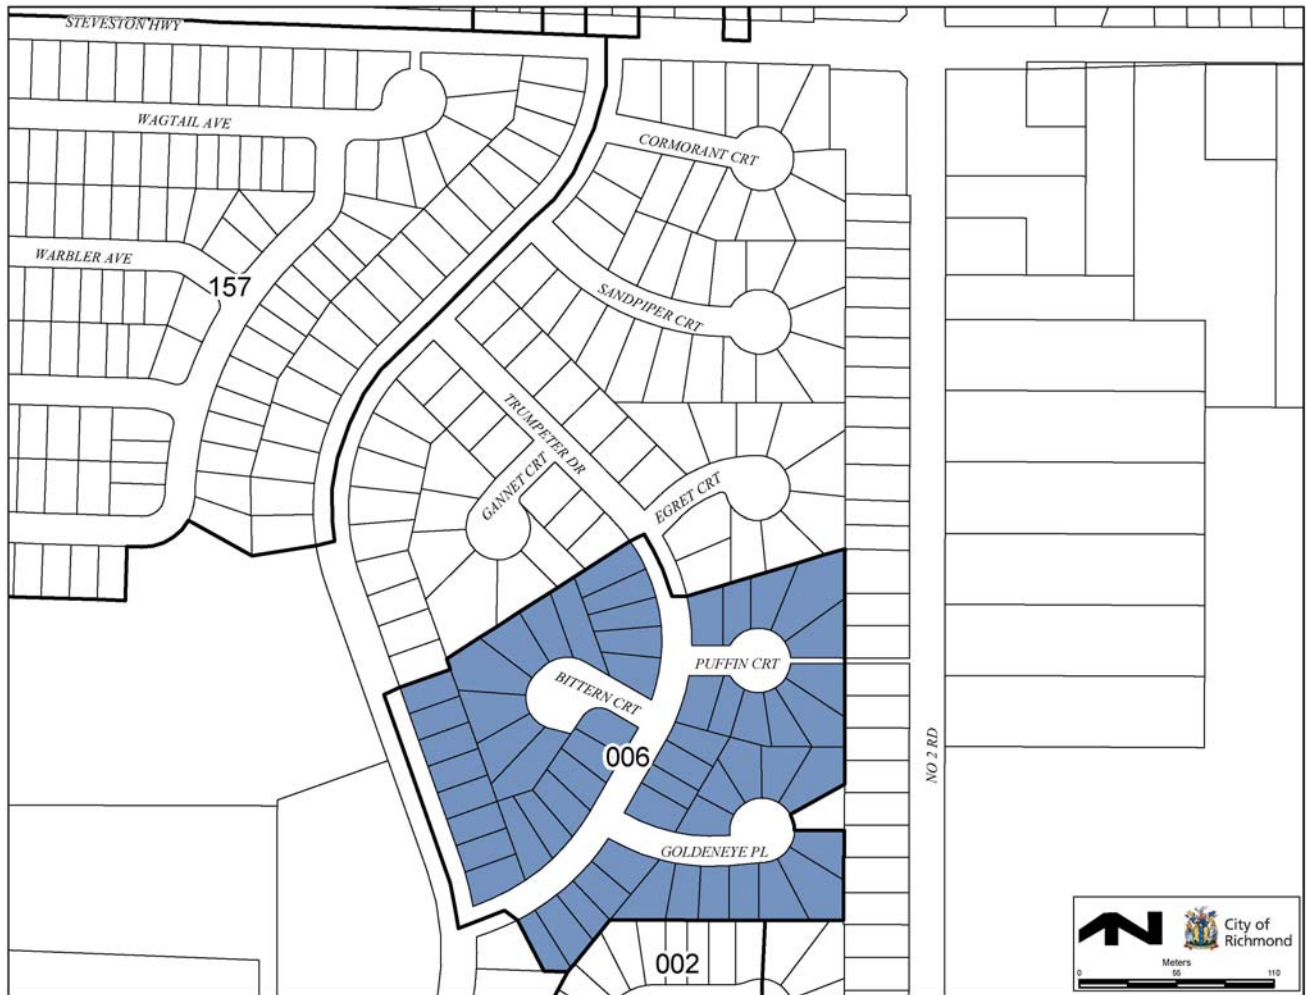 STEVESTON HWY
WAGTAIL AVE
CORMORANT CRT
WARBLER AVE
157
SANDPIPER CRT
TRUMPETER DR
GANNET CRT
EGRET CRT
PUFFIN CRT
BITTERN CRT
006
NO 2 RD
GOLDENEYE PL
002
N
City of
Richmond
Meters
0 55 110